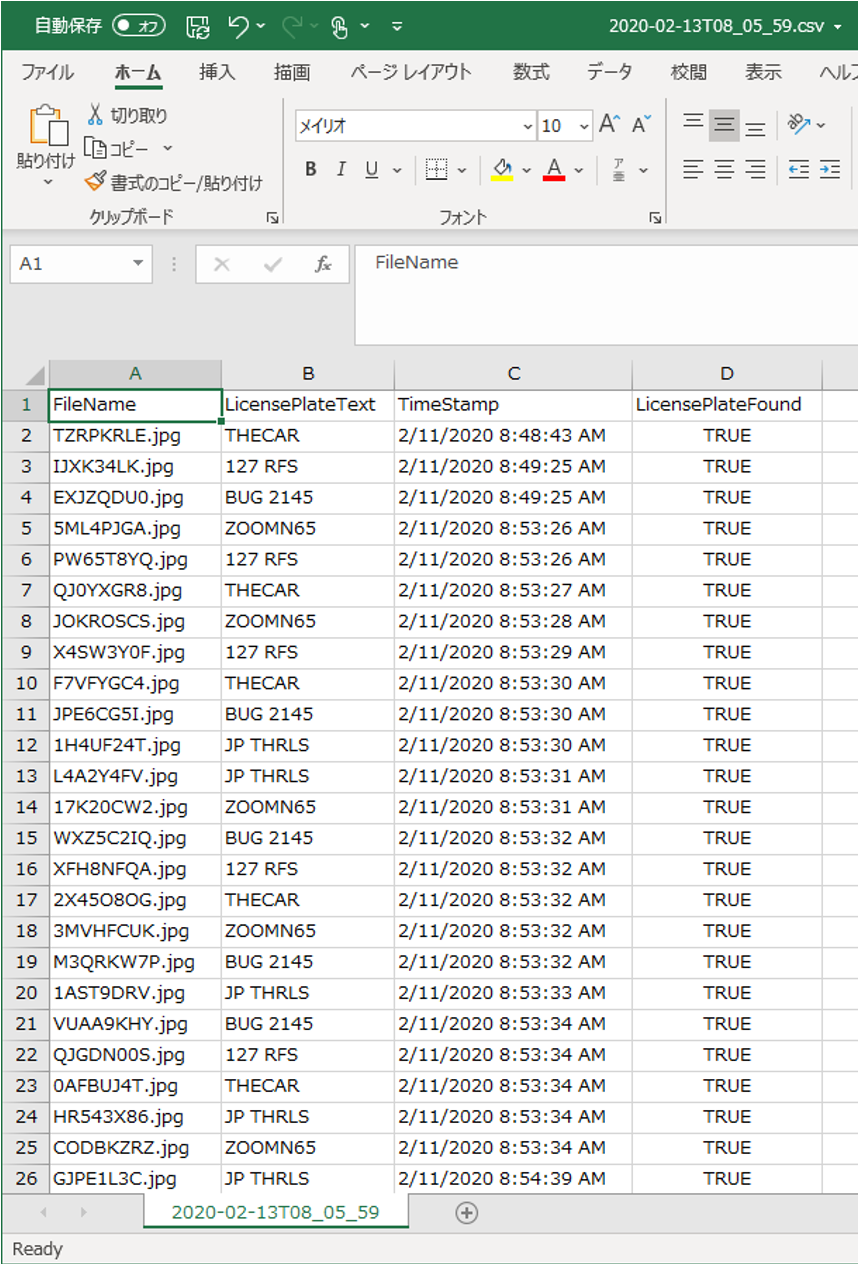 自動保存 オフ 2020-02-13T08_05_59.csv
ファイル ホーム 挿入 描画 ページ レイアウト 数式 データ 校閲 表示
貼り付け 切り取り コピー 書式のコピー/貼り付け
メイリオ 10 A A
B I U A ア 亜
クリップボード フォント
A1 fx FileName
A B C D
1 FileName LicensePlateText TimeStamp LicensePlateFound
2 TZRPKRLE.jpg THECAR 2/11/2020 8:48:43 AM TRUE
3 IJXK34LK.jpg 127 RFS 2/11/2020 8:49:25 AM TRUE
4 EXJZQDU0.jpg BUG 2145 2/11/2020 8:49:25 AM TRUE
5 5ML4PJGA.jpg ZOOMN65 2/11/2020 8:53:26 AM TRUE
6 PW65T8YQ.jpg 127 RFS 2/11/2020 8:53:26 AM TRUE
7 QJ0YXGR8.jpg THECAR 2/11/2020 8:53:27 AM TRUE
8 JOKROSCS.jpg ZOOMN65 2/11/2020 8:53:28 AM TRUE
9 X4SW3Y0F.jpg 127 RFS 2/11/2020 8:53:29 AM TRUE
10 F7VFYGC4.jpg THECAR 2/11/2020 8:53:30 AM TRUE
11 JPE6CG5I.jpg BUG 2145 2/11/2020 8:53:30 AM TRUE
12 1H4UF24T.jpg JP THRLS 2/11/2020 8:53:30 AM TRUE
13 L4A2Y4FV.jpg JP THRLS 2/11/2020 8:53:31 AM TRUE
14 17K20CW2.jpg ZOOMN65 2/11/2020 8:53:31 AM TRUE
15 WXZ5C2IQ.jpg BUG 2145 2/11/2020 8:53:32 AM TRUE
16 XFH8NFQA.jpg 127 RFS 2/11/2020 8:53:32 AM TRUE
17 2X45O8OG.jpg THECAR 2/11/2020 8:53:32 AM TRUE
18 3MVHFCUK.jpg ZOOMN65 2/11/2020 8:53:32 AM TRUE
19 M3QRKW7P.jpg BUG 2145 2/11/2020 8:53:32 AM TRUE
20 1AST9DRV.jpg JP THRLS 2/11/2020 8:53:33 AM TRUE
21 VUAA9KHY.jpg BUG 2145 2/11/2020 8:53:34 AM TRUE
22 QJGDN00S.jpg 127 RFS 2/11/2020 8:53:34 AM TRUE
23 0AFBUJ4T.jpg THECAR 2/11/2020 8:53:34 AM TRUE
24 HR543X86.jpg JP THRLS 2/11/2020 8:53:34 AM TRUE
25 CODBKZRZ.jpg ZOOMN65 2/11/2020 8:53:34 AM TRUE
26 GJPE1L3C.jpg JP THRLS 2/11/2020 8:54:39 AM TRUE
2020-02-13T08_05_59
Ready